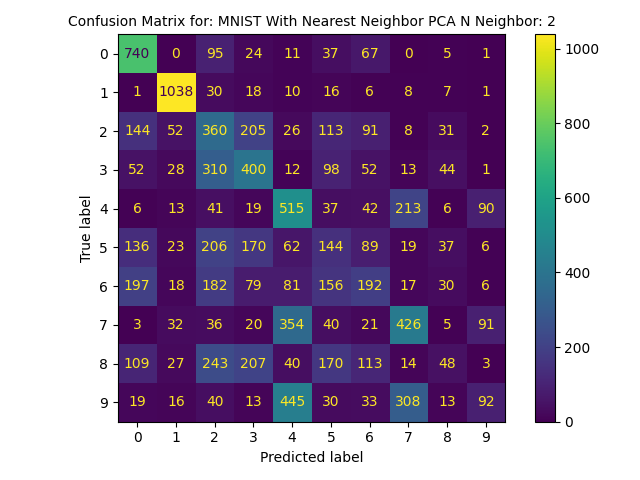 Confusion Matrix for: MNIST With Nearest Neighbor PCA N Neighbor: 2
0 740 0 95 24 11 37 67 0 5 1
1 1 1038 30 18 10 16 6 8 7 1
2 144 52 360 205 26 113 91 8 31 2
3 52 28 310 400 12 98 52 13 44 1
4 6 13 41 19 515 37 42 213 6 90
5 136 23 206 170 62 144 89 19 37 6
6 197 18 182 79 81 156 192 17 30 6
7 3 32 36 20 354 40 21 426 5 91
8 109 27 243 207 40 170 113 14 48 3
9 19 16 40 13 445 30 33 308 13 92
0 1 2 3 4 5 6 7 8 9
Predicted label
True label
1000
800
600
400
200
0